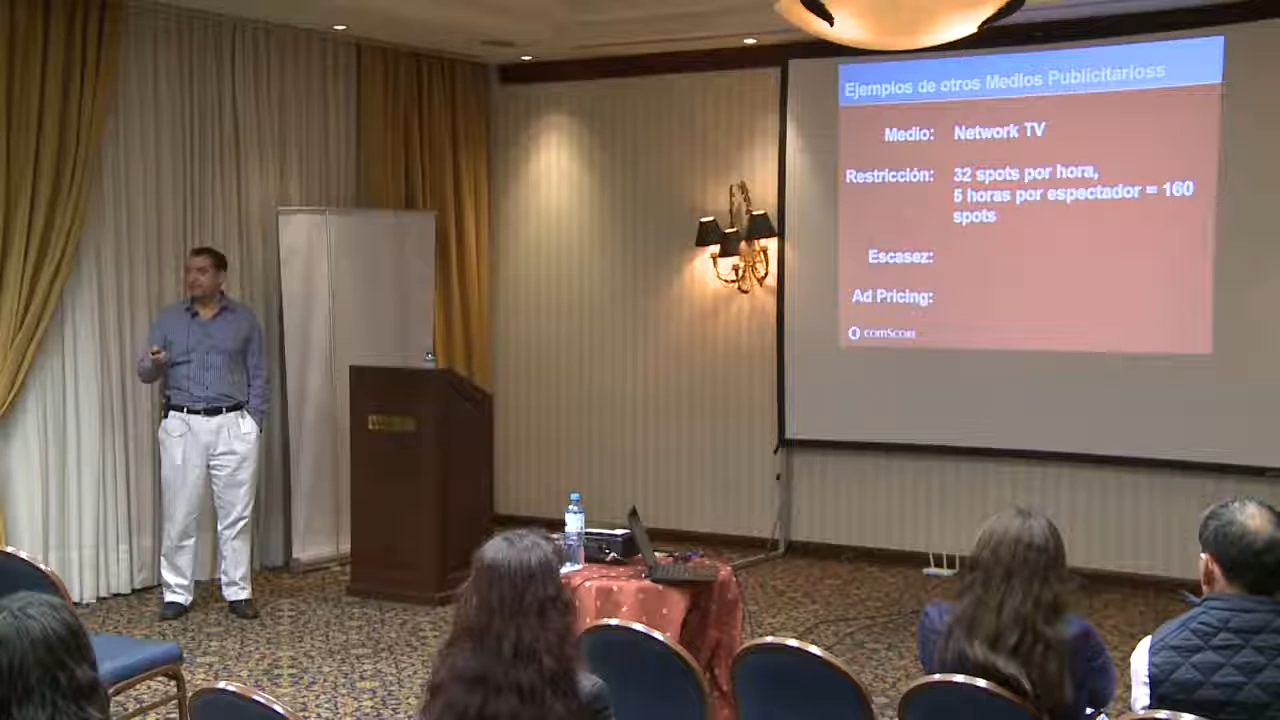 Ejemplos de otros Medios Publicitarioss
Medio: Network TV
Restricción: 32 spots por hora,
5 horas por espectador = 160
spots
Escasez:
Ad Pricing:
comScore